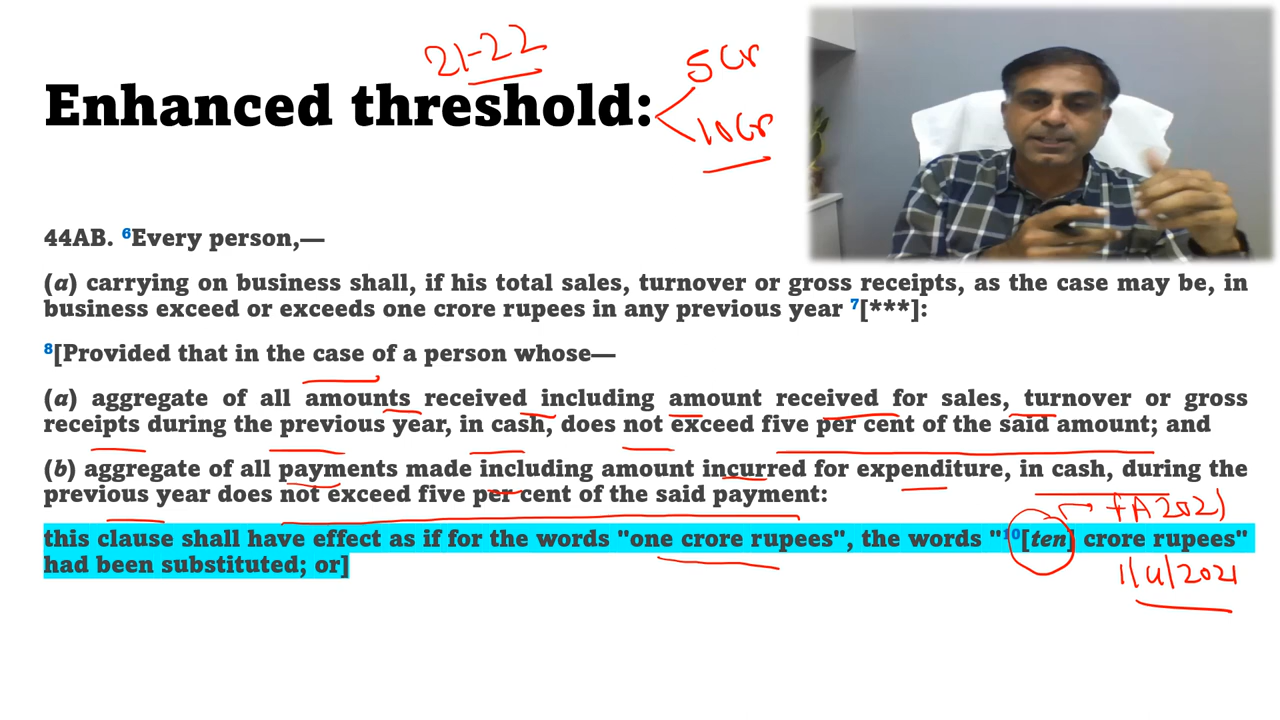 21-22
5 Cr
Enhanced threshold:
10 Cr
44AB. ⁶Every person,—
(a) carrying on business shall, if his total sales, turnover or gross receipts, as the case may be, in
business exceed or exceeds one crore rupees in any previous year ⁷[***]:
⁸[Provided that in the case of a person whose—
(a) aggregate of all amounts received including amount received for sales, turnover or gross
receipts during the previous year, in cash, does not exceed five per cent of the said amount; and
(b) aggregate of all payments made including amount incurred for expenditure, in cash, during the
previous year does not exceed five per cent of the said payment:
FA 2021
this clause shall have effect as if for the words "one crore rupees", the words "¹⁰[ten] crore rupees"
had been substituted; or]
1/4/2021